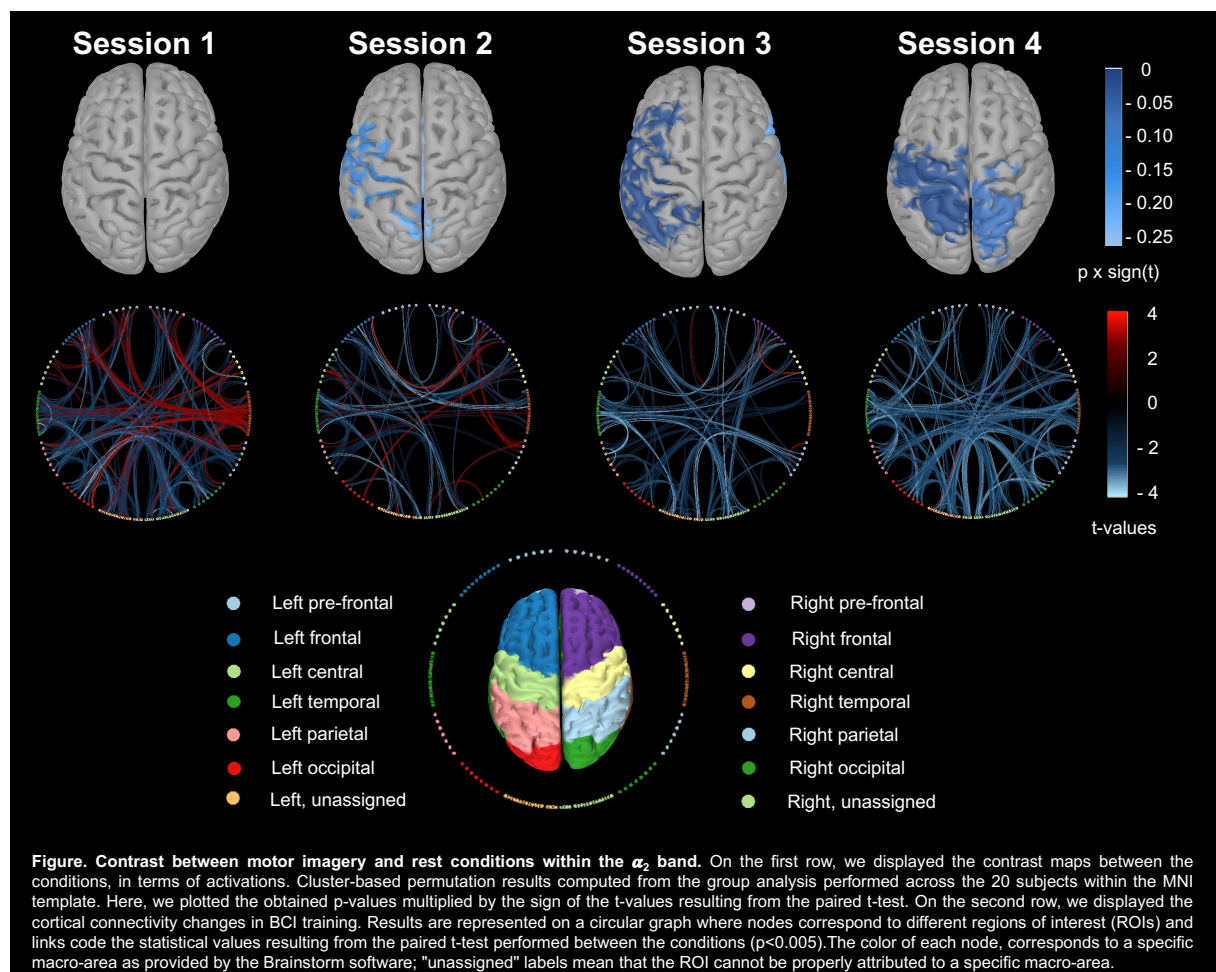 Session 1
Session 2
Session 3
Session 4
0
- 0.05
- 0.10
- 0.15
- 0.20
- 0.25
p x sign(t)
4
2
0
- 2
- 4
t-values
Left pre-frontal
Left frontal
Left central
Left temporal
Left parietal
Left occipital
Left, unassigned
Right pre-frontal
Right frontal
Right central
Right temporal
Right parietal
Right occipital
Right, unassigned
Figure. Contrast between motor imagery and rest conditions within the α₂ band. On the first row, we displayed the contrast maps between the
conditions, in terms of activations. Cluster-based permutation results computed from the group analysis performed across the 20 subjects within the MNI
template. Here, we plotted the obtained p-values multiplied by the sign of the t-values resulting from the paired t-test. On the second row, we displayed the
cortical connectivity changes in BCI training. Results are represented on a circular graph where nodes correspond to different regions of interest (ROIs) and
links code the statistical values resulting from the paired t-test performed between the conditions (p<0.005).The color of each node, corresponds to a specific
macro-area as provided by the Brainstorm software; "unassigned" labels mean that the ROI cannot be properly attributed to a specific macro-area.